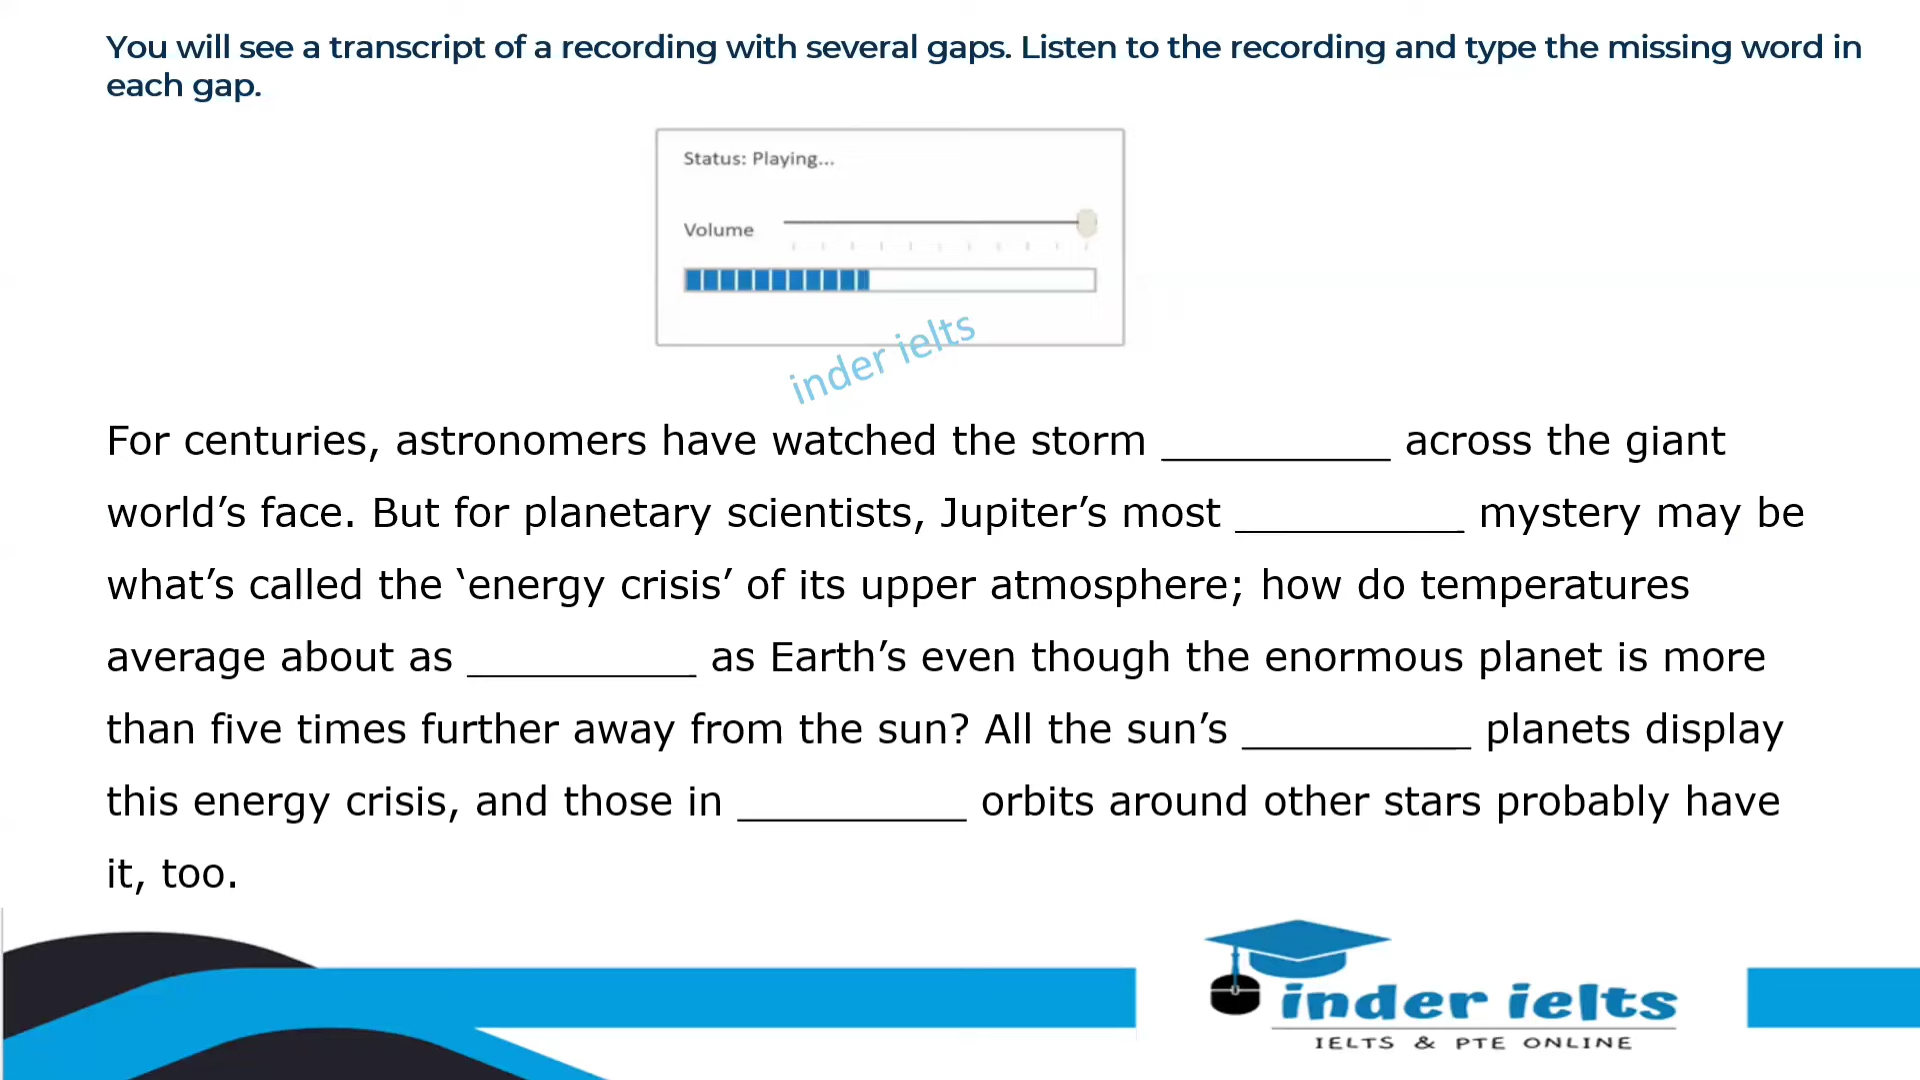 You will see a transcript of a recording with several gaps. Listen to the recording and type the missing word in
each gap.
Status: Playing...
Volume
inder ielts
For centuries, astronomers have watched the storm __________ across the giant
world’s face. But for planetary scientists, Jupiter’s most __________ mystery may be
what’s called the ‘energy crisis’ of its upper atmosphere; how do temperatures
average about as __________ as Earth’s even though the enormous planet is more
than five times further away from the sun? All the sun’s __________ planets display
this energy crisis, and those in __________ orbits around other stars probably have
it, too.
inder ielts
IELTS & PTE ONLINE